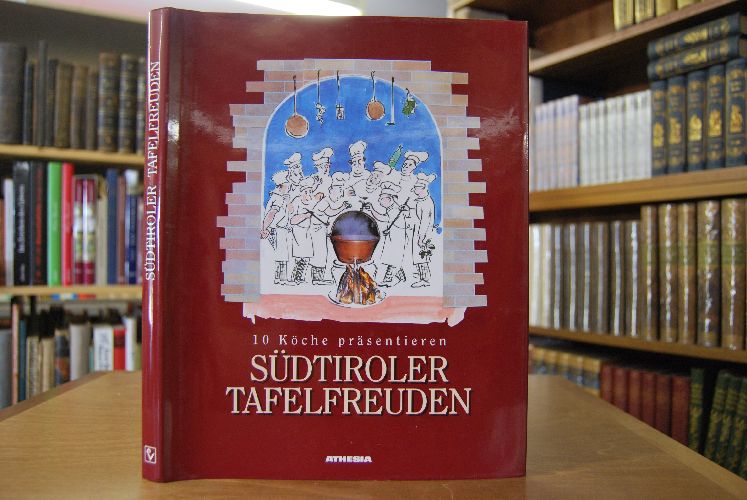 SÜDTIROLER TAFELFREUDEN
10 Köche präsentieren
SÜDTIROLER
TAFELFREUDEN
ATHESIA